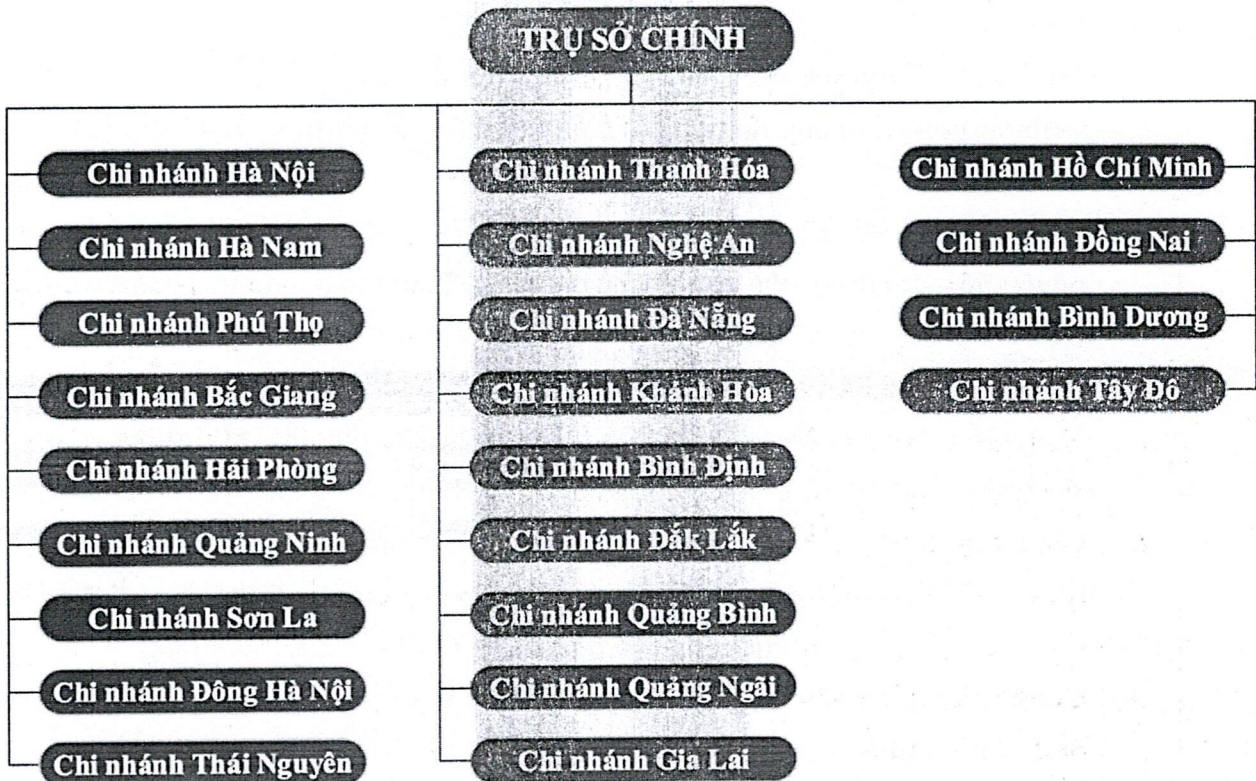 TRỤ SỞ CHÍNH
Chi nhánh Hà Nội
Chi nhánh Hà Nam
Chi nhánh Phú Thọ
Chi nhánh Bắc Giang
Chi nhánh Hải Phòng
Chi nhánh Quảng Ninh
Chi nhánh Sơn La
Chi nhánh Đông Hà Nội
Chi nhánh Thái Nguyên
Chi nhánh Thanh Hóa
Chi nhánh Nghệ An
Chi nhánh Đà Nẵng
Chi nhánh Khánh Hòa
Chi nhánh Bình Định
Chi nhánh Đắk Lắk
Chi nhánh Quảng Bình
Chi nhánh Quảng Ngãi
Chi nhánh Gia Lai
Chi nhánh Hồ Chí Minh
Chi nhánh Đồng Nai
Chi nhánh Bình Dương
Chi nhánh Tây Đô